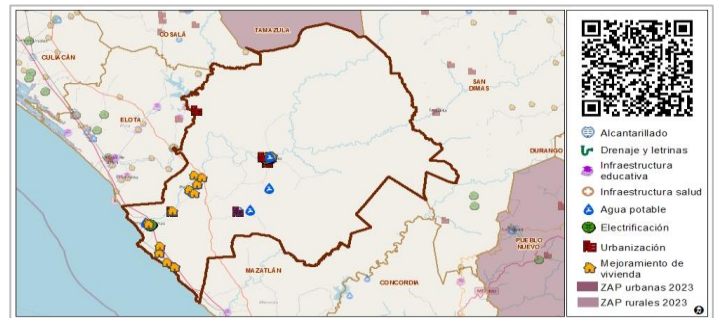 TAMAZULA
COSALÁ
CULIACÁN
SAN
DIMAS
ELOTA
DURANGO
PUEBLO
NUEVO
MAZATLÁN
CONCORDIA
Alcantarillado
Drenaje y letrinas
Infraestructura
educativa
Infraestructura salud
Agua potable
Electrificación
Urbanización
Mejoramiento de
vivienda
ZAP urbanas 2023
ZAP rurales 2023